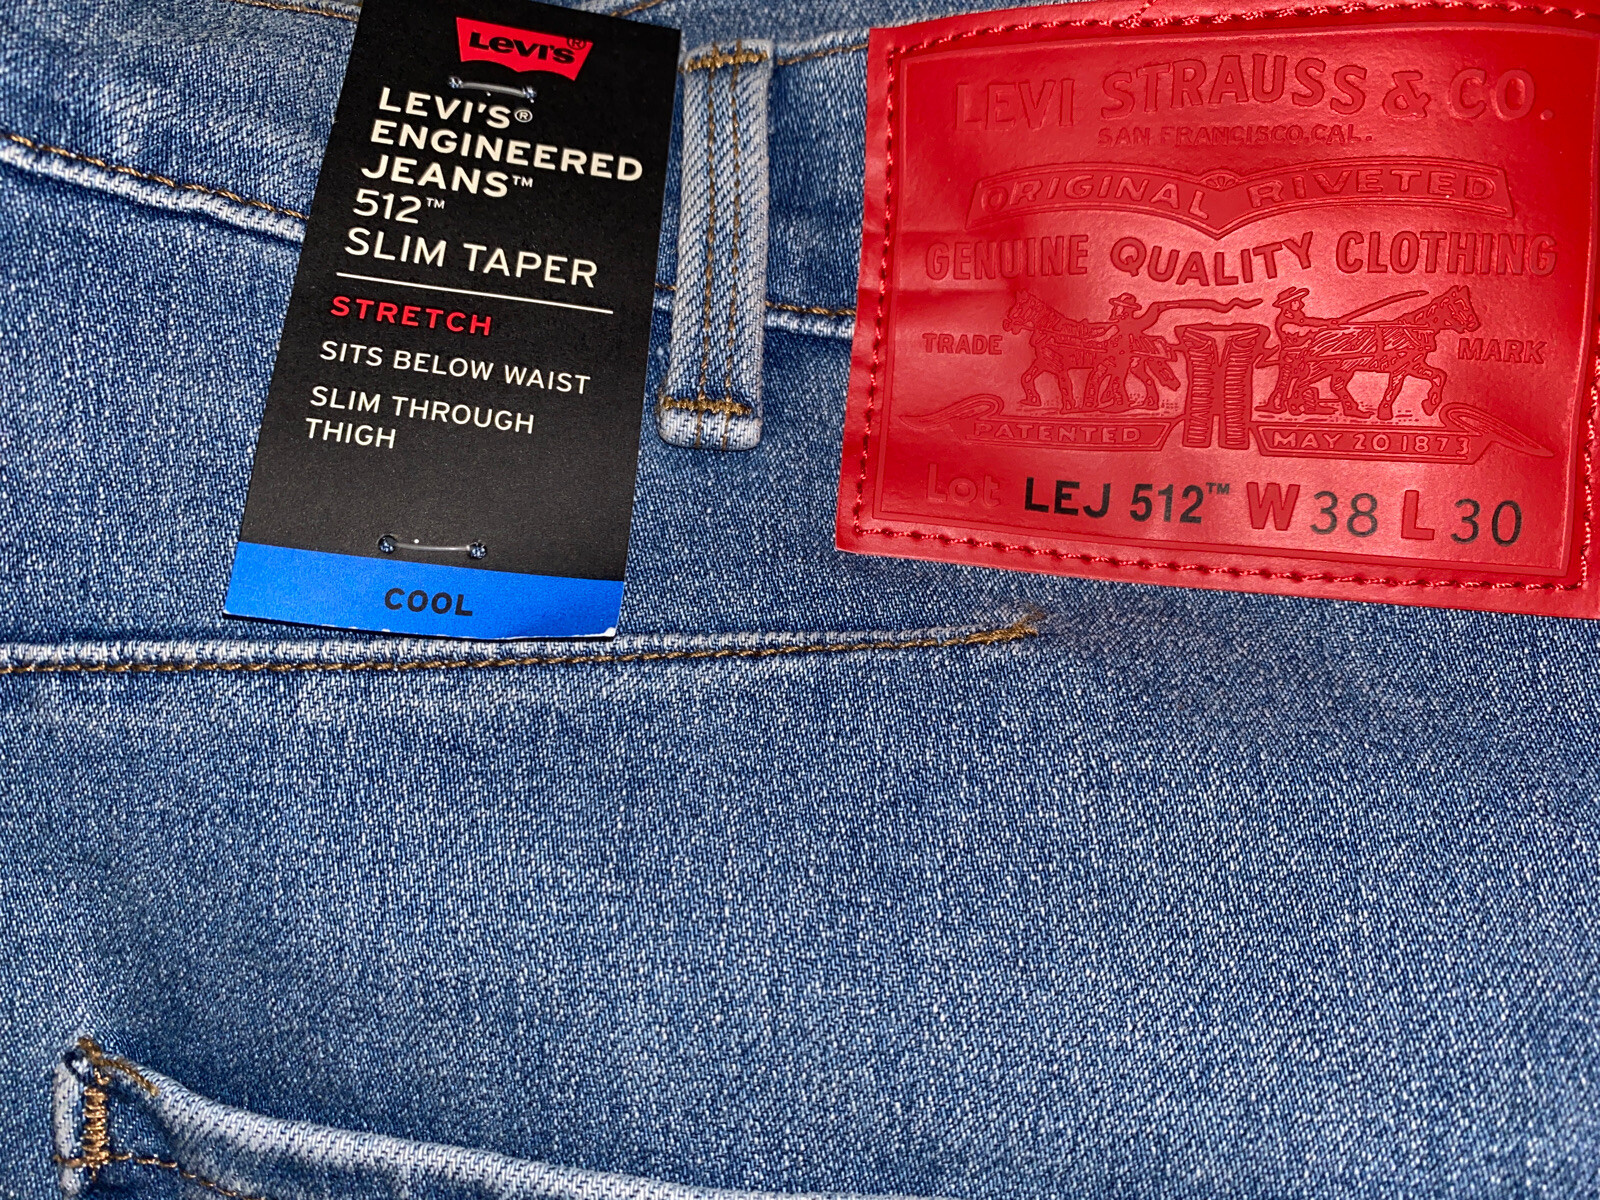 Levi's®
LEVI'S®
ENGINEERED
JEANS™
512™
SLIM TAPER
STRETCH
SITS BELOW WAIST
SLIM THROUGH
THIGH
COOL
LEVI STRAUSS & CO.
SAN FRANCISCO,CAL.
ORIGINAL RIVETED
GENUINE QUALITY CLOTHING
TRADE MARK
PATENTED MAY 20 1873
Lot LEJ 512™ W 38 L 30